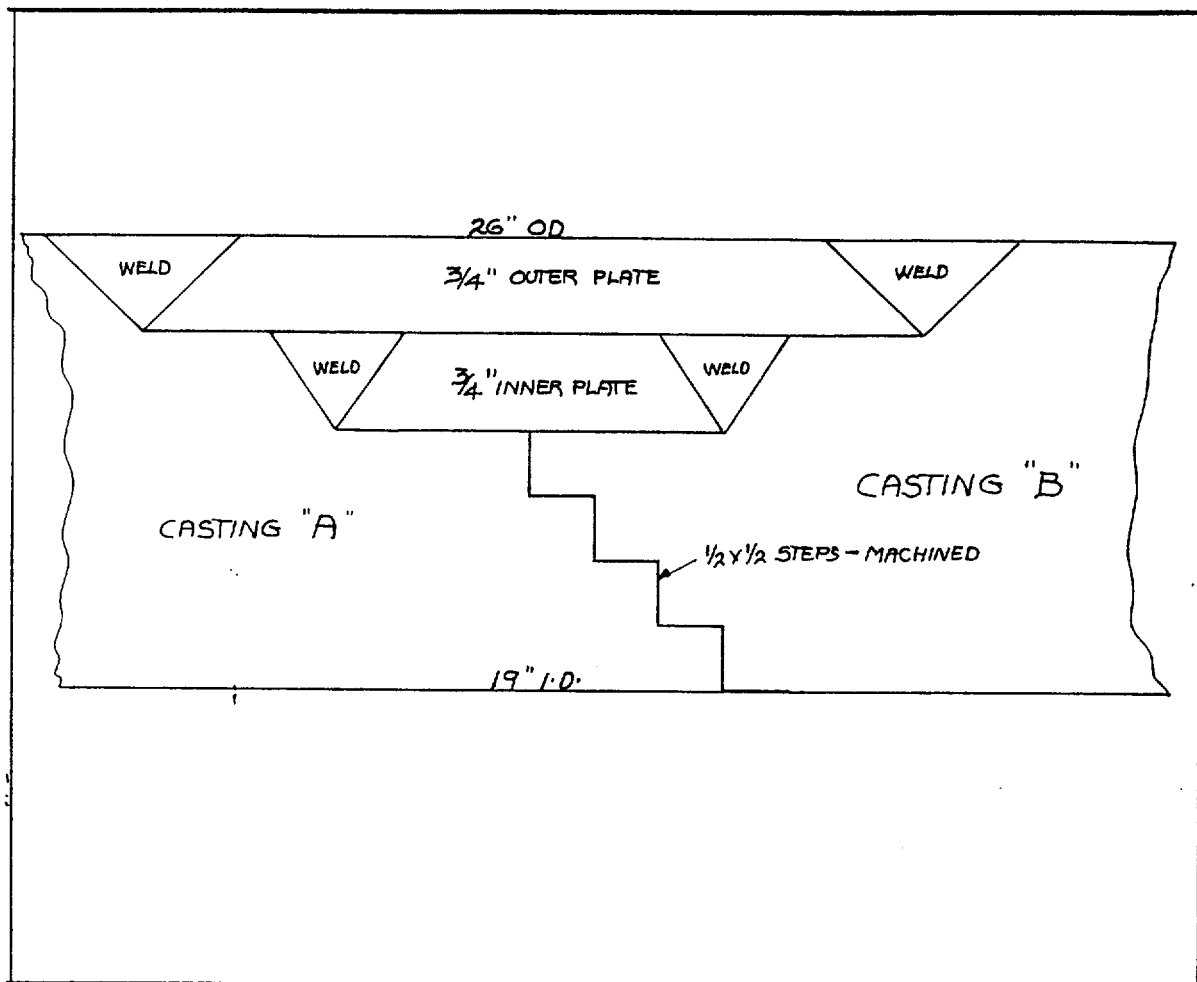 26" OD
WELD
3/4" OUTER PLATE
WELD
WELD
3/4" INNER PLATE
WELD
CASTING "A"
CASTING "B"
1/2 X 1/2 STEPS - MACHINED
19" I.D.